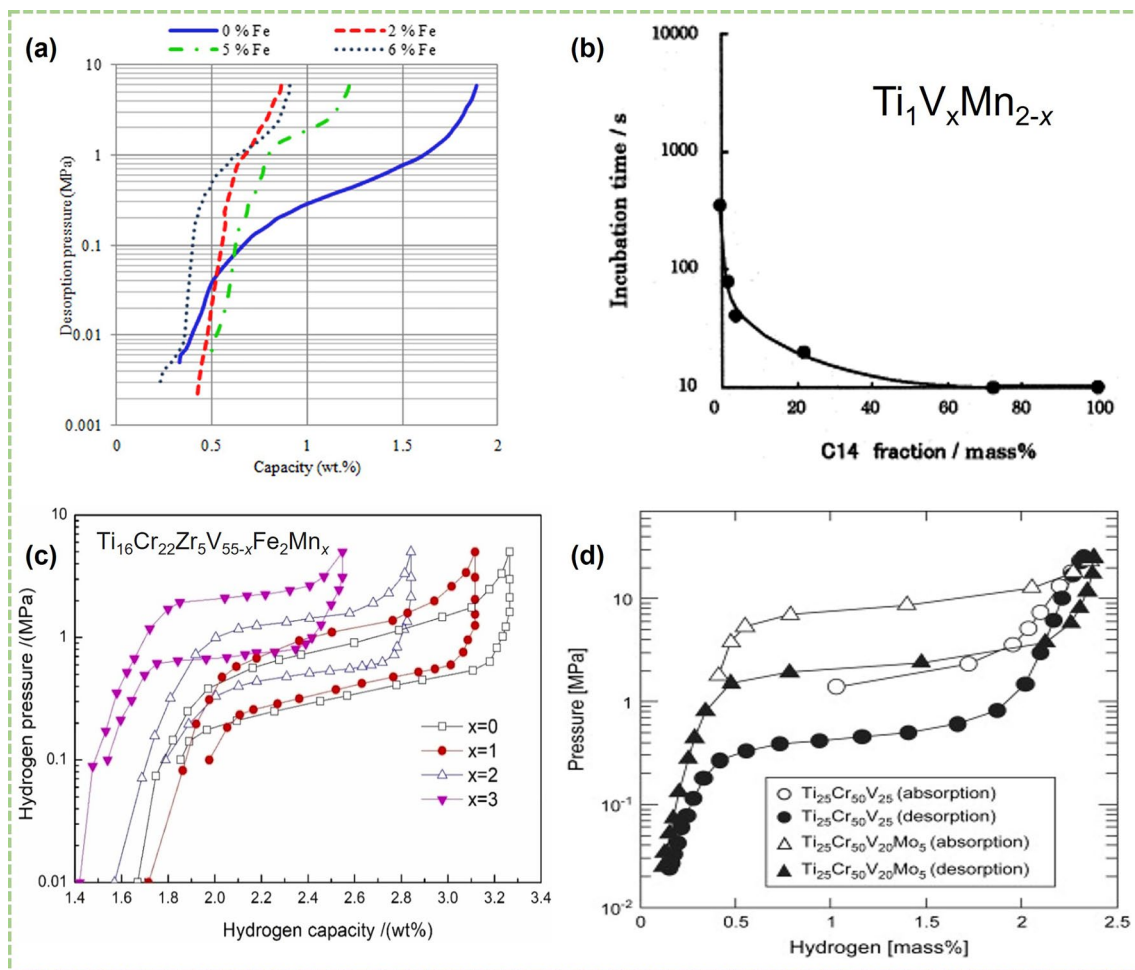 (a)
0 % Fe
2 % Fe
5 % Fe
6 % Fe
10
1
0.1
0.01
0.001
Desorption pressure (MPa)
0
0.5
1
1.5
2
Capacity (wt.%)
(b)
Ti1VxMn2-x
10000
1000
100
10
Incubation time / s
0
20
40
60
80
100
C14 fraction / mass%
(c)
Ti16Cr22Zr5V55-xFe2Mnx
10
1
0.1
0.01
Hydrogen pressure /(MPa)
x=0
x=1
x=2
x=3
1.4
1.6
1.8
2.0
2.2
2.4
2.6
2.8
3.0
3.2
3.4
Hydrogen capacity /(wt%)
(d)
10
1
10-1
10-2
Pressure [MPa]
Ti25Cr50V25 (absorption)
Ti25Cr50V25 (desorption)
Ti25Cr50V20Mo5 (absorption)
Ti25Cr50V20Mo5 (desorption)
0
0.5
1
1.5
2
2.5
Hydrogen [mass%]